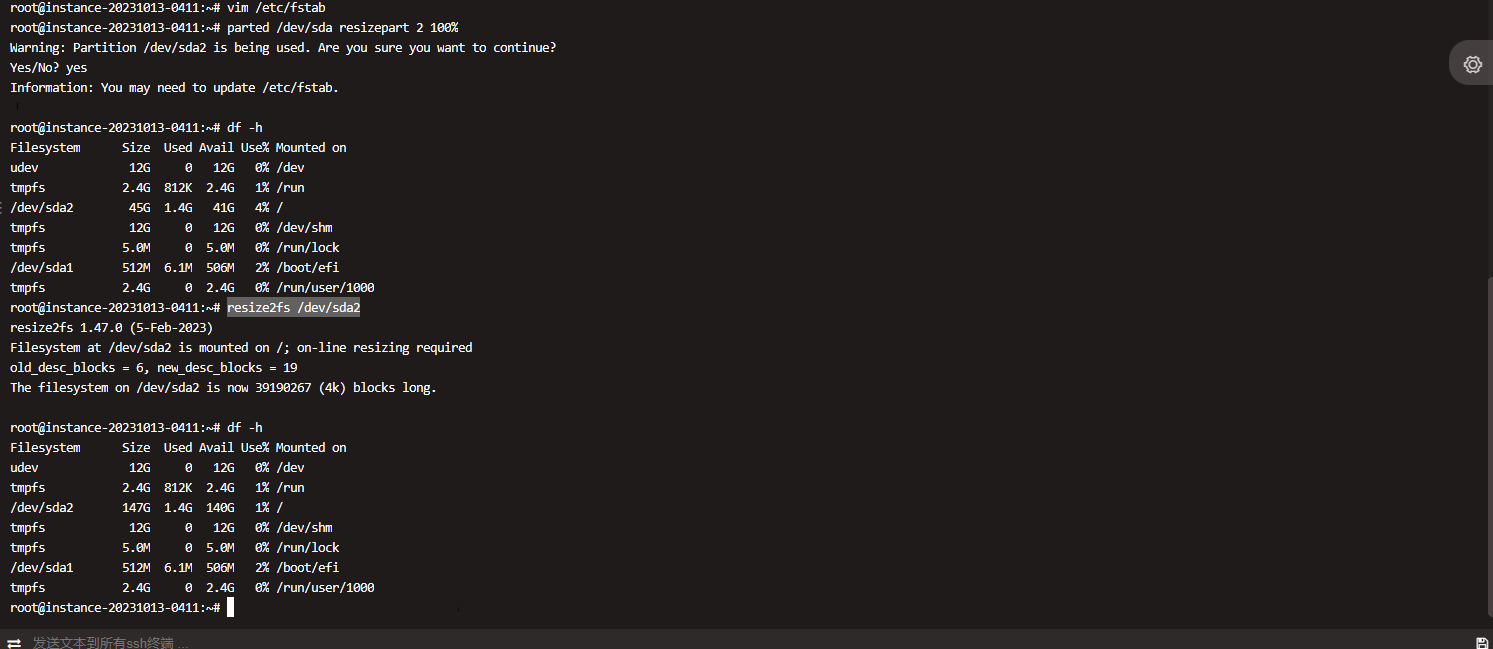 root@instance-20231013-0411:~# vim /etc/fstab
root@instance-20231013-0411:~# parted /dev/sda resizepart 2 100%
Warning: Partition /dev/sda2 is being used. Are you sure you want to continue?
Yes/No? yes
Information: You may need to update /etc/fstab.
root@instance-20231013-0411:~# df -h
Filesystem      Size  Used Avail Use% Mounted on
udev             12G     0   12G   0% /dev
tmpfs           2.4G  812K  2.4G   1% /run
/dev/sda2        45G  1.4G   41G   4% /
tmpfs            12G     0   12G   0% /dev/shm
tmpfs           5.0M     0  5.0M   0% /run/lock
/dev/sda1       512M  6.1M  506M   2% /boot/efi
tmpfs           2.4G     0  2.4G   0% /run/user/1000
root@instance-20231013-0411:~# resize2fs /dev/sda2
resize2fs 1.47.0 (5-Feb-2023)
Filesystem at /dev/sda2 is mounted on /; on-line resizing required
old_desc_blocks = 6, new_desc_blocks = 19
The filesystem on /dev/sda2 is now 39190267 (4k) blocks long.
root@instance-20231013-0411:~# df -h
Filesystem      Size  Used Avail Use% Mounted on
udev             12G     0   12G   0% /dev
tmpfs           2.4G  812K  2.4G   1% /run
/dev/sda2       147G  1.4G  140G   1% /
tmpfs            12G     0   12G   0% /dev/shm
tmpfs           5.0M     0  5.0M   0% /run/lock
/dev/sda1       512M  6.1M  506M   2% /boot/efi
tmpfs           2.4G     0  2.4G   0% /run/user/1000
root@instance-20231013-0411:~#
发送文本到所有ssh终端 ...